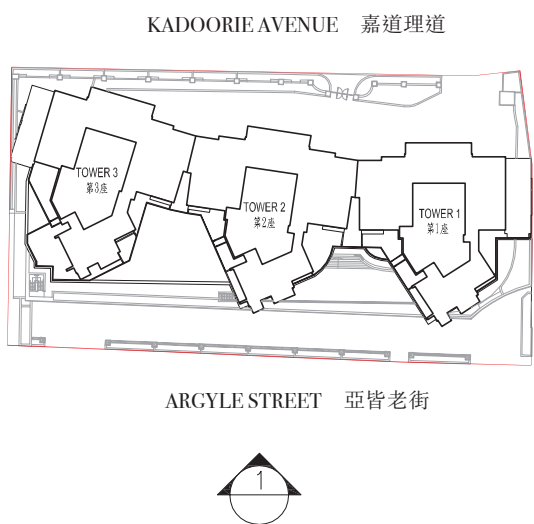 KADOORIE AVENUE 嘉道理道
TOWER 3
第3座
TOWER 2
第2座
TOWER 1
第1座
ARGYLE STREET 亞皆老街
1